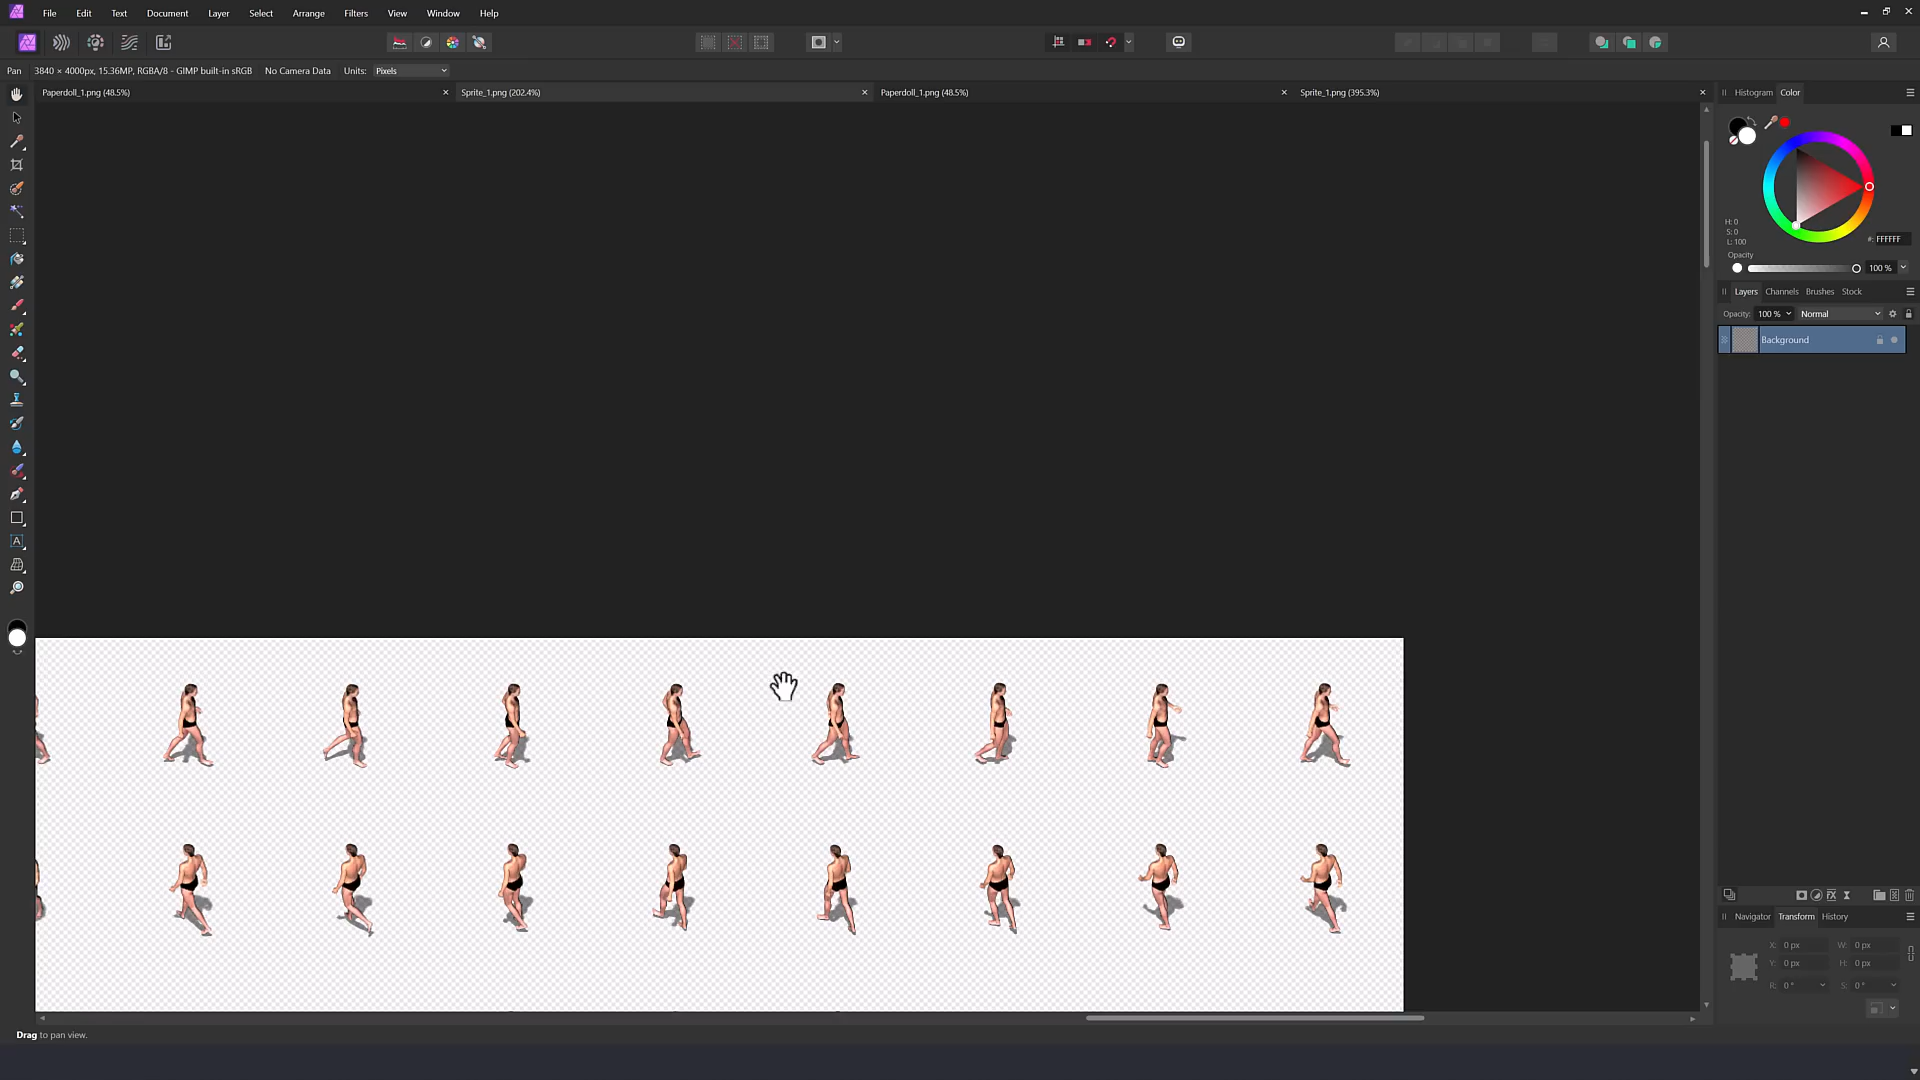 File Edit Text Document Layer Select Arrange Filters View Window Help
Pan 3840 × 4000px, 15.36MP, RGBA/8 - GIMP built-in sRGB No Camera Data Units: Pixels
Paperdoll_1.png (48.5%) Sprite_1.png (202.4%) Paperdoll_1.png (48.5%) Sprite_1.png (395.3%)
Histogram Color
H: 0
S: 0
L: 100
#: FFFFFF
Opacity
100 %
Layers Channels Brushes Stock
Opacity: 100 % Normal
Background
Navigator Transform History
X: 0 px W: 0 px
Y: 0 px H: 0 px
R: 0 ° S: 0 °
Drag to pan view.